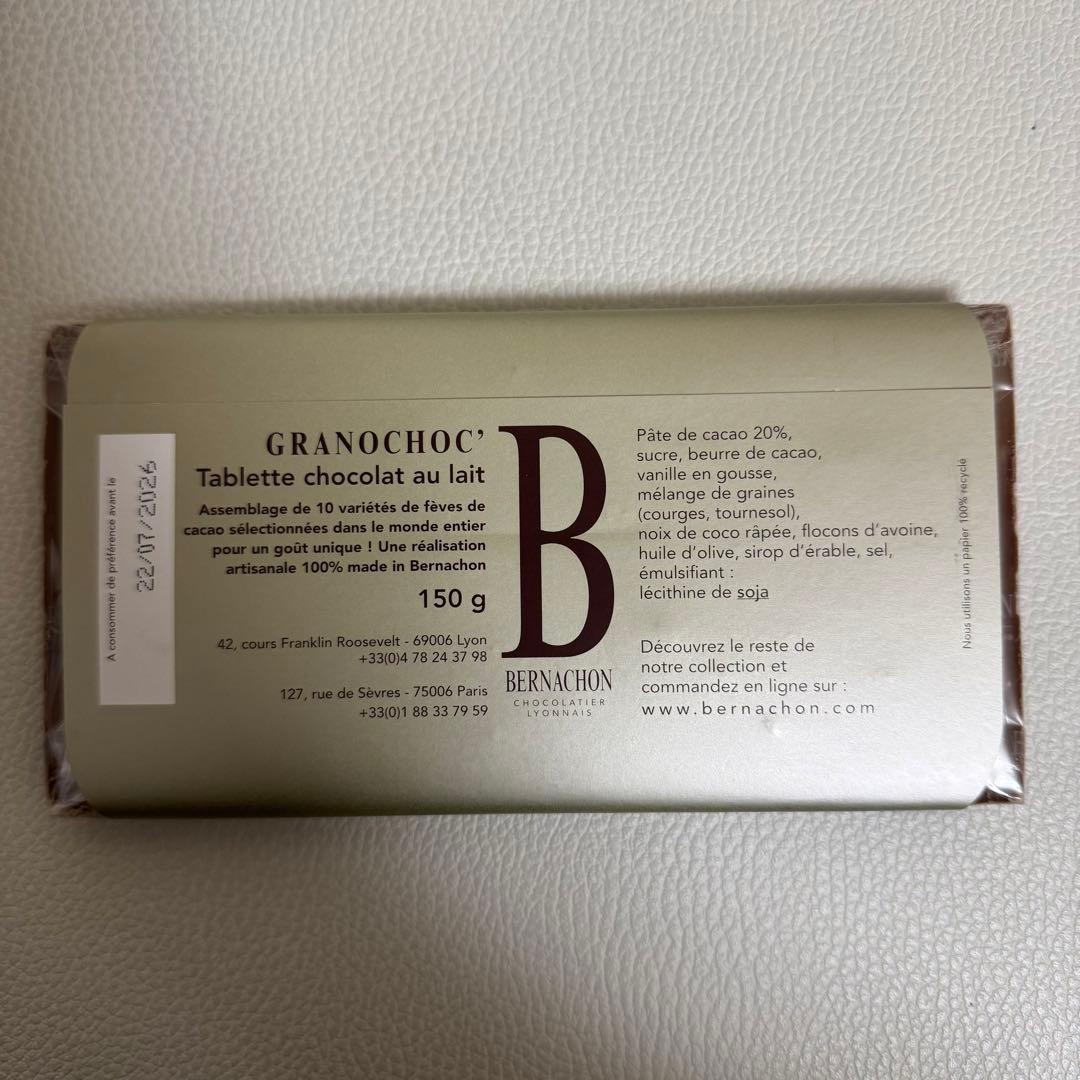 A consommer de préférence avant le
22/07/2026
GRANOCHOC'
Tablette chocolat au lait
Assemblage de 10 variétés de fèves de
cacao sélectionnées dans le monde entier
pour un goût unique ! Une réalisation
artisanale 100% made in Bernachon
150 g
42, cours Franklin Roosevelt - 69006 Lyon
+33(0)4 78 24 37 98
127, rue de Sèvres - 75006 Paris
+33(0)1 88 33 79 59
B
BERNACHON
CHOCOLATIER
LYONNAIS
Pâte de cacao 20%,
sucre, beurre de cacao,
vanille en gousse,
mélange de graines
(courges, tournesol),
noix de coco râpée, flocons d'avoine,
huile d'olive, sirop d'érable, sel,
émulsifiant :
lécithine de soja
Découvrez le reste de
notre collection et
commandez en ligne sur :
www.bernachon.com
Nous utilisons un papier 100% recyclé